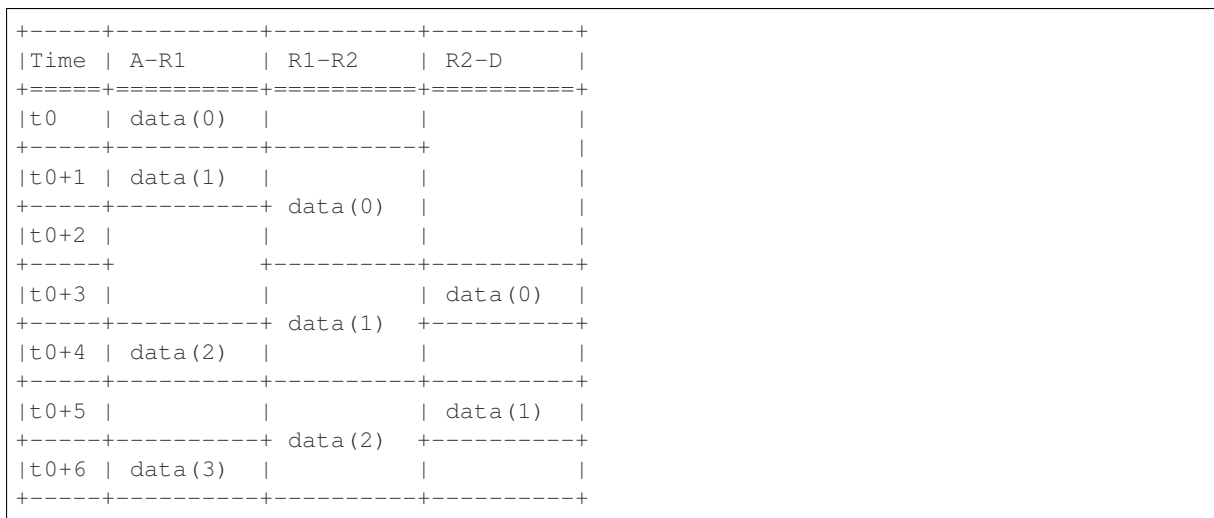 +-----+----------+----------+----------+
|Time | A-R1     | R1-R2    | R2-D     |
+=====+==========+==========+==========+
|t0   | data(0)  |          |          |
+-----+----------+----------+          |
|t0+1 | data(1)  |          |          |
+-----+----------+ data(0)  |          |
|t0+2 |          |          |          |
+-----+          +----------+----------+
|t0+3 |          |          | data(0)  |
+-----+----------+ data(1)  +----------+
|t0+4 | data(2)  |          |          |
+-----+----------+----------+----------+
|t0+5 |          |          | data(1)  |
+-----+----------+ data(2)  +----------+
|t0+6 | data(3)  |          |          |
+-----+----------+----------+----------+